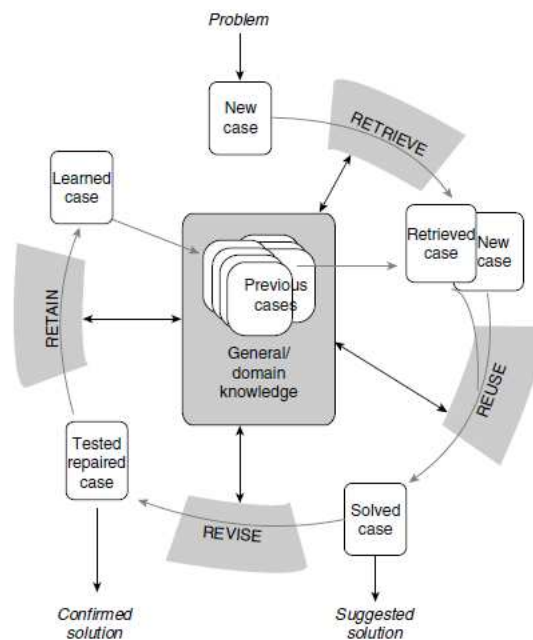 Problem
New
case
RETRIEVE
Learned
case
Retrieved
case
New
case
Previous
cases
General/
domain
knowledge
RETAIN
REUSE
Tested
repaired
case
REVISE
Solved
case
Confirmed
solution
Suggested
solution